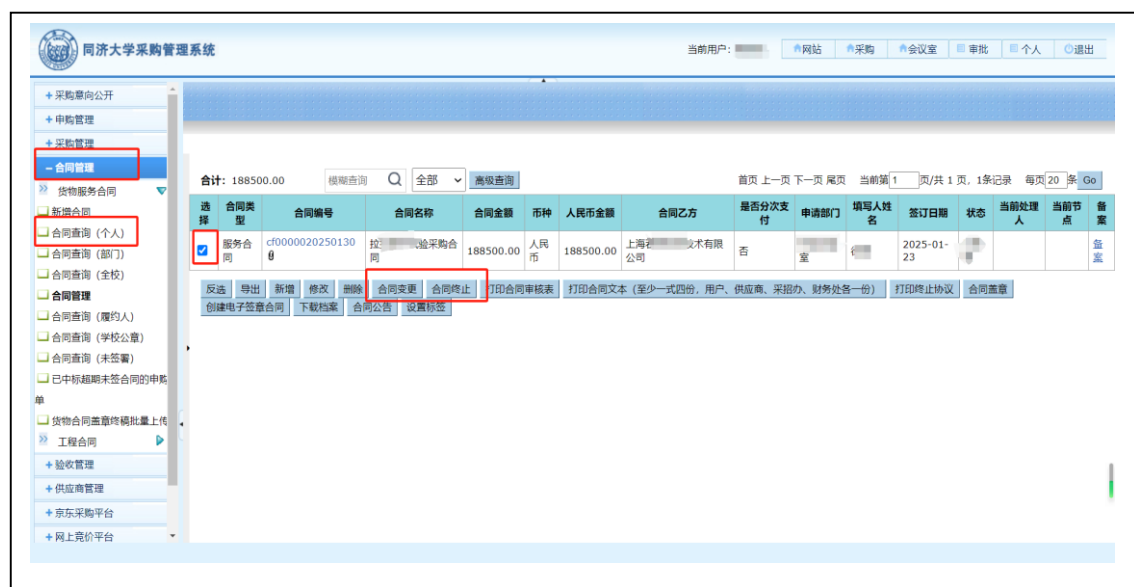 同济大学采购管理系统
当前用户: 网站 采购 会议室 审批 个人 退出
+ 采购意向公开
+ 申购管理
+ 采购管理
− 合同管理
货物服务合同
新增合同
合同查询（个人）
合同查询（部门）
合同查询（全校）
合同管理
合同查询（履约人）
合同查询（学校公章）
合同查询（未签署）
已中标超期未签合同的申购
单
货物合同盖章终稿批量上传
工程合同
+ 验收管理
+ 供应商管理
+ 京东采购平台
+ 网上竞价平台
合计: 188500.00 模糊查询 全部 高级查询 首页 上一页 下一页 尾页 当前第 1 页/共 1 页, 1条记录 每页 20 条 Go
选择 合同类型 合同编号 合同名称 合同金额 币种 人民币金额 合同乙方 是否分次支付 申请部门 填写人姓名 签订日期 状态 当前处理人 当前节点 备案
服务合同 cf0000020250130 验采购合同 188500.00 人民币 188500.00 上海 技术有限公司 否 室 2025-01-23 备案
反选 导出 新增 修改 删除 合同变更 合同终止 打印合同审核表 打印合同文本（至少一式四份，用户、供应商、采招办、财务处各一份） 打印终止协议 合同盖章
创建电子签章合同 下载档案 合同公告 设置标签